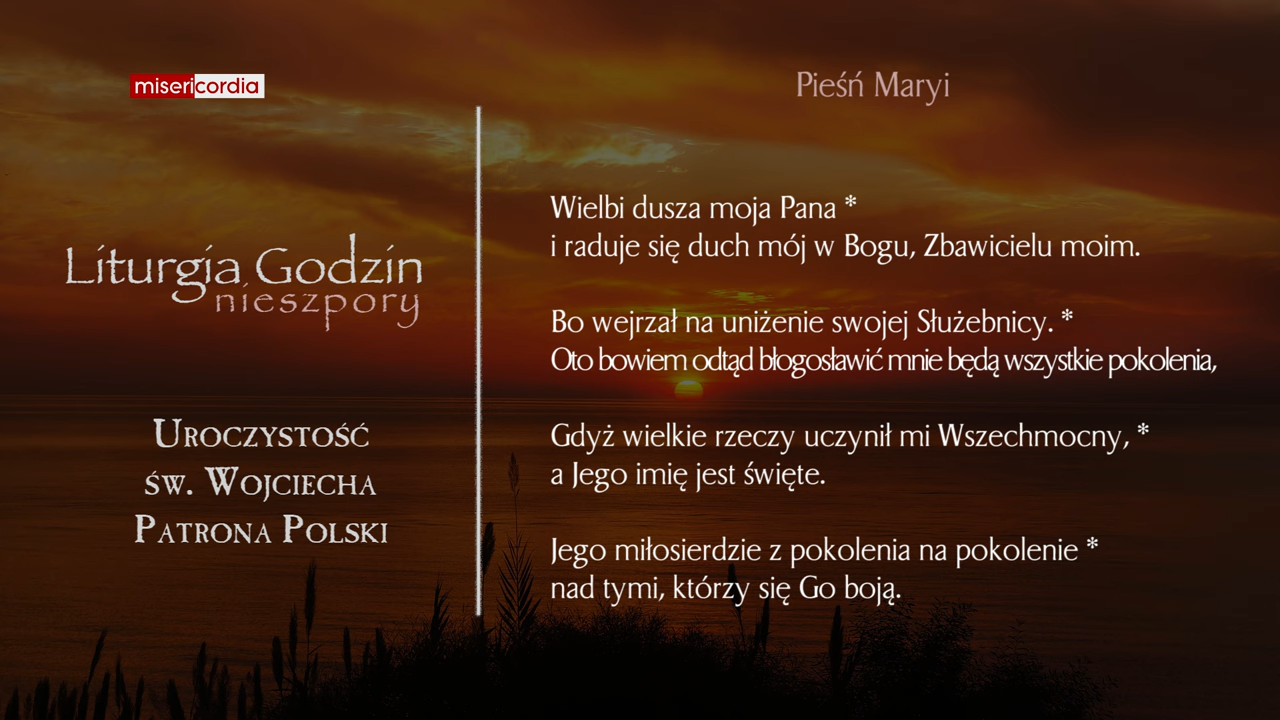 misericordia
Liturgia Godzin
nieszpory
Uroczystość
św. Wojciecha
Patrona Polski
Pieśń Maryi
Wielbi dusza moja Pana *
i raduje się duch mój w Bogu, Zbawicielu moim.
Bo wejrzał na uniżenie swojej Służebnicy. *
Oto bowiem odtąd błogosławić mnie będą wszystkie pokolenia,
Gdyż wielkie rzeczy uczynił mi Wszechmocny, *
a Jego imię jest święte.
Jego miłosierdzie z pokolenia na pokolenie *
nad tymi, którzy się Go boją.